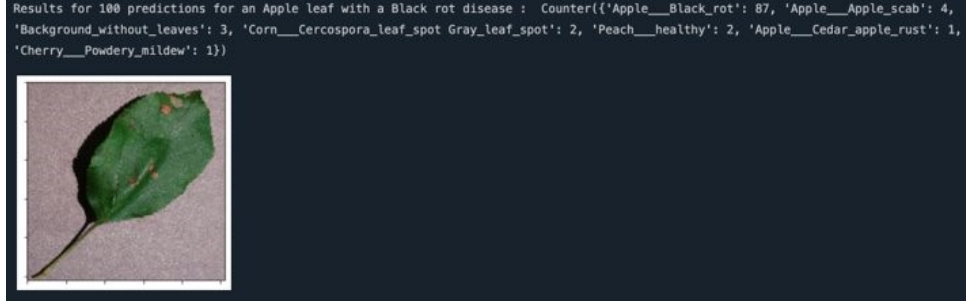 Results for 100 predictions for an Apple leaf with a Black rot disease :  Counter({'Apple___Black_rot': 87, 'Apple___Apple_scab': 4,
'Background_without_leaves': 3, 'Corn___Cercospora_leaf_spot Gray_leaf_spot': 2, 'Peach___healthy': 2, 'Apple___Cedar_apple_rust': 1,
'Cherry___Powdery_mildew': 1})